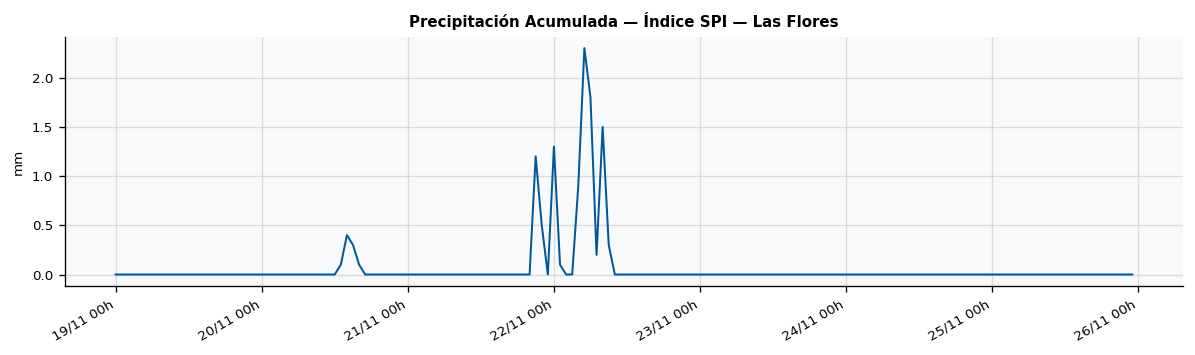 Precipitación Acumulada — Índice SPI — Las Flores
mm
2.0
1.5
1.0
0.5
0.0
19/11 00h
20/11 00h
21/11 00h
22/11 00h
23/11 00h
24/11 00h
25/11 00h
26/11 00h